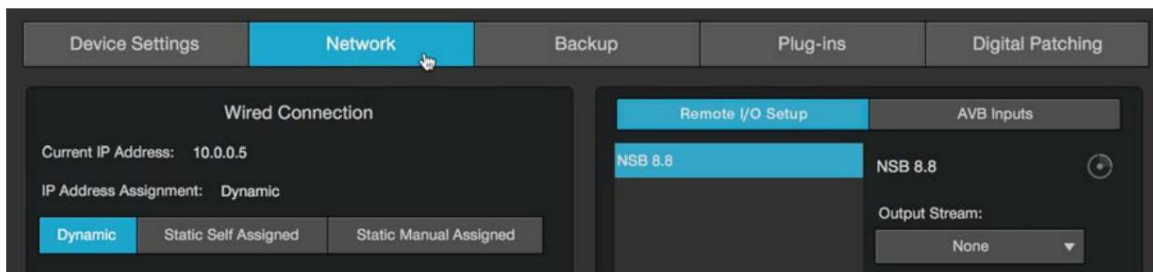 Device Settings
Network
Backup
Plug-ins
Digital Patching
Wired Connection
Current IP Address: 10.0.0.5
IP Address Assignment: Dynamic
Dynamic
Static Self Assigned
Static Manual Assigned
Remote I/O Setup
AVB Inputs
NSB 8.8
NSB 8.8
Output Stream:
None